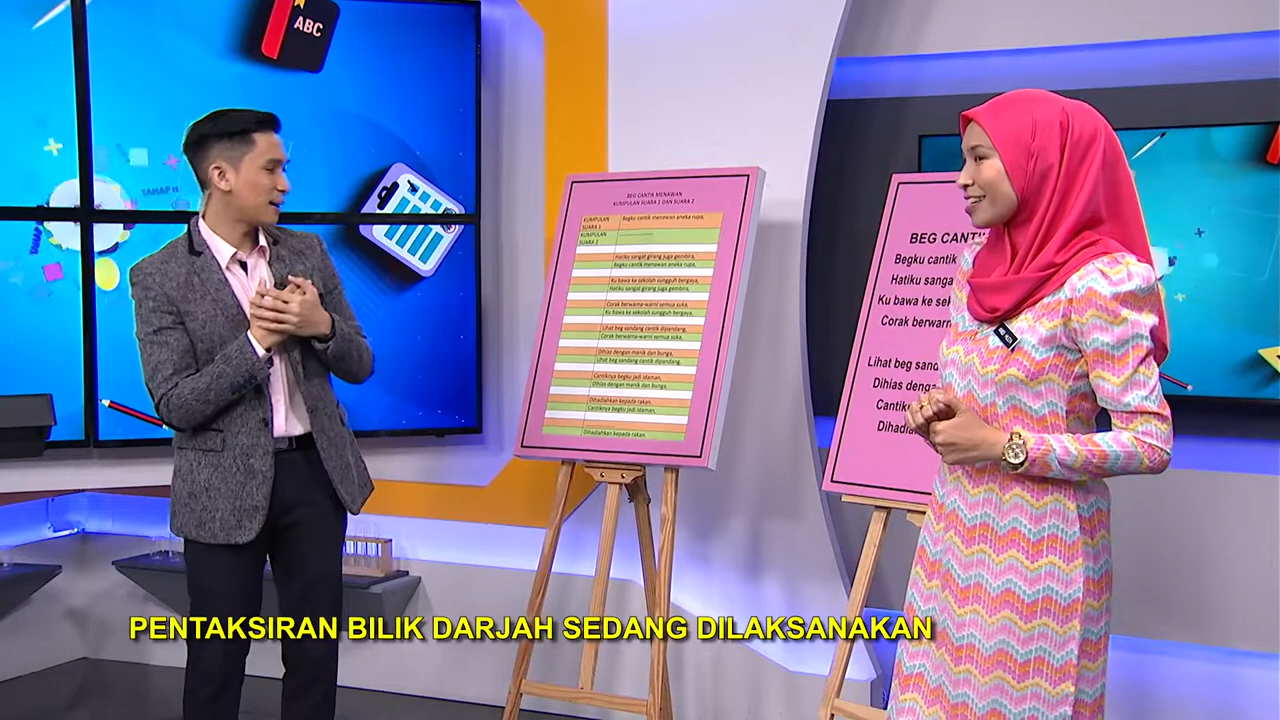 ABC
TAHAP II
TAHAP
BEG CANTIK MENAWAN
KUMPULAN SUARA 1 DAN SUARA 2
KUMPULAN SUARA 1
Begku cantik menawan aneka rupa,
KUMPULAN SUARA 2
Hatiku sangat girang juga gembira,
Begku cantik menawan aneka rupa,
Ku bawa ke sekolah sungguh bergaya,
Hatiku sangat girang juga gembira,
Corak berwarna-warni semua suka,
Ku bawa ke sekolah sungguh bergaya,
Lihat beg sandang cantik dipandang,
Corak berwarna-warni semua suka,
Dihias dengan manik dan bunga,
Lihat beg sandang cantik dipandang,
Cantiknya begku jadi idaman,
Dihias dengan manik dan bunga,
Dihadiahkan kepada rakan.
Cantiknya begku jadi idaman,
Dihadiahkan kepada rakan.
BEG CANTI
Begku cantik
Hatiku sanga
Ku bawa ke sek
Corak berwarn
Lihat beg sand
Dihias denga
Cantik
Dihadia
PENTAKSIRAN BILIK DARJAH SEDANG DILAKSANAKAN